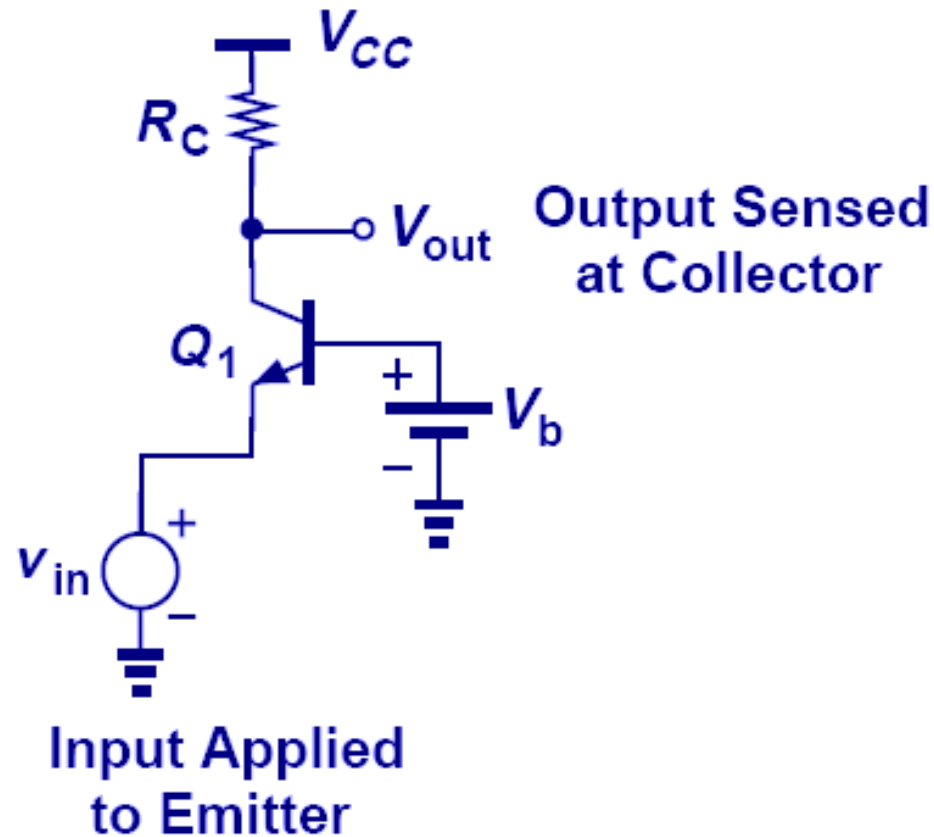 VCC
RC
Vout
Output Sensed
at Collector
Q1
+
Vb
−
+
vin
−
Input Applied
to Emitter